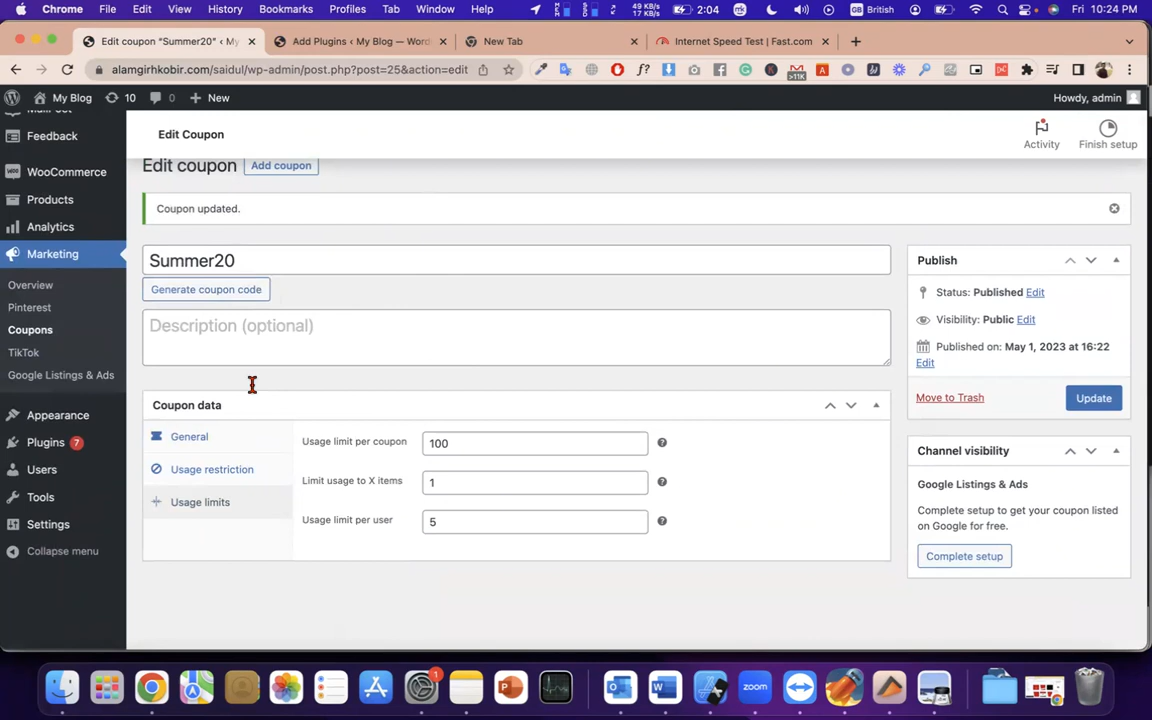 Chrome File Edit View History Bookmarks Profiles Tab Window Help
49 KB/s
17 KB/s
2:04
British
Fri 10:24 PM
Edit coupon “Summer20” ‹ My
Add Plugins ‹ My Blog — Word
New Tab
Internet Speed Test | Fast.com
alamgirhkobir.com/saidul/wp-admin/post.php?post=25&action=edit
>11K
My Blog
10
0
New
Howdy, admin
Feedback
WooCommerce
Products
Analytics
Marketing
Overview
Pinterest
Coupons
TikTok
Google Listings & Ads
Appearance
Plugins 7
Users
Tools
Settings
Collapse menu
Edit Coupon
Activity
Finish setup
Edit coupon
Add coupon
Coupon updated.
Summer20
Generate coupon code
Description (optional)
Coupon data
General
Usage restriction
Usage limits
Usage limit per coupon
100
Limit usage to X items
1
Usage limit per user
5
Publish
Status: Published Edit
Visibility: Public Edit
Published on: May 1, 2023 at 16:22
Edit
Move to Trash
Update
Channel visibility
Google Listings & Ads
Complete setup to get your coupon listed
on Google for free.
Complete setup
1
zoom